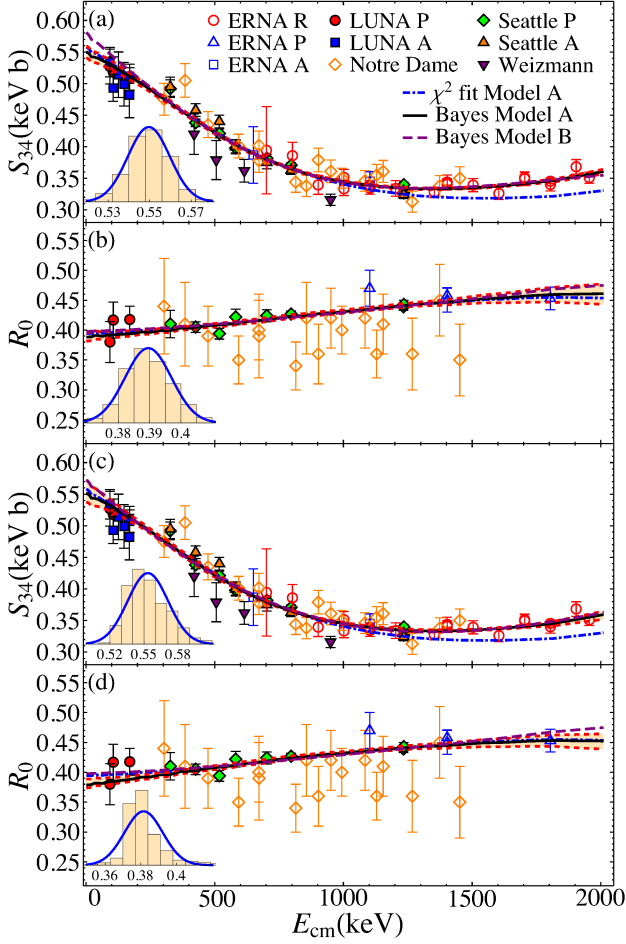 (a)
ERNA R
LUNA P
Seattle P
ERNA P
LUNA A
Seattle A
ERNA A
Notre Dame
Weizmann
χ² fit Model A
Bayes Model A
Bayes Model B
S₃₄(keV b)
0.60
0.55
0.50
0.45
0.40
0.35
0.30
0.53 0.55 0.57
(b)
R₀
0.55
0.50
0.45
0.40
0.35
0.30
0.25
0.38 0.39 0.4
(c)
S₃₄(keV b)
0.60
0.55
0.50
0.45
0.40
0.35
0.30
0.52 0.55 0.58
(d)
R₀
0.55
0.50
0.45
0.40
0.35
0.30
0.25
0.36 0.38 0.4
0 500 1000 1500 2000
E_cm(keV)